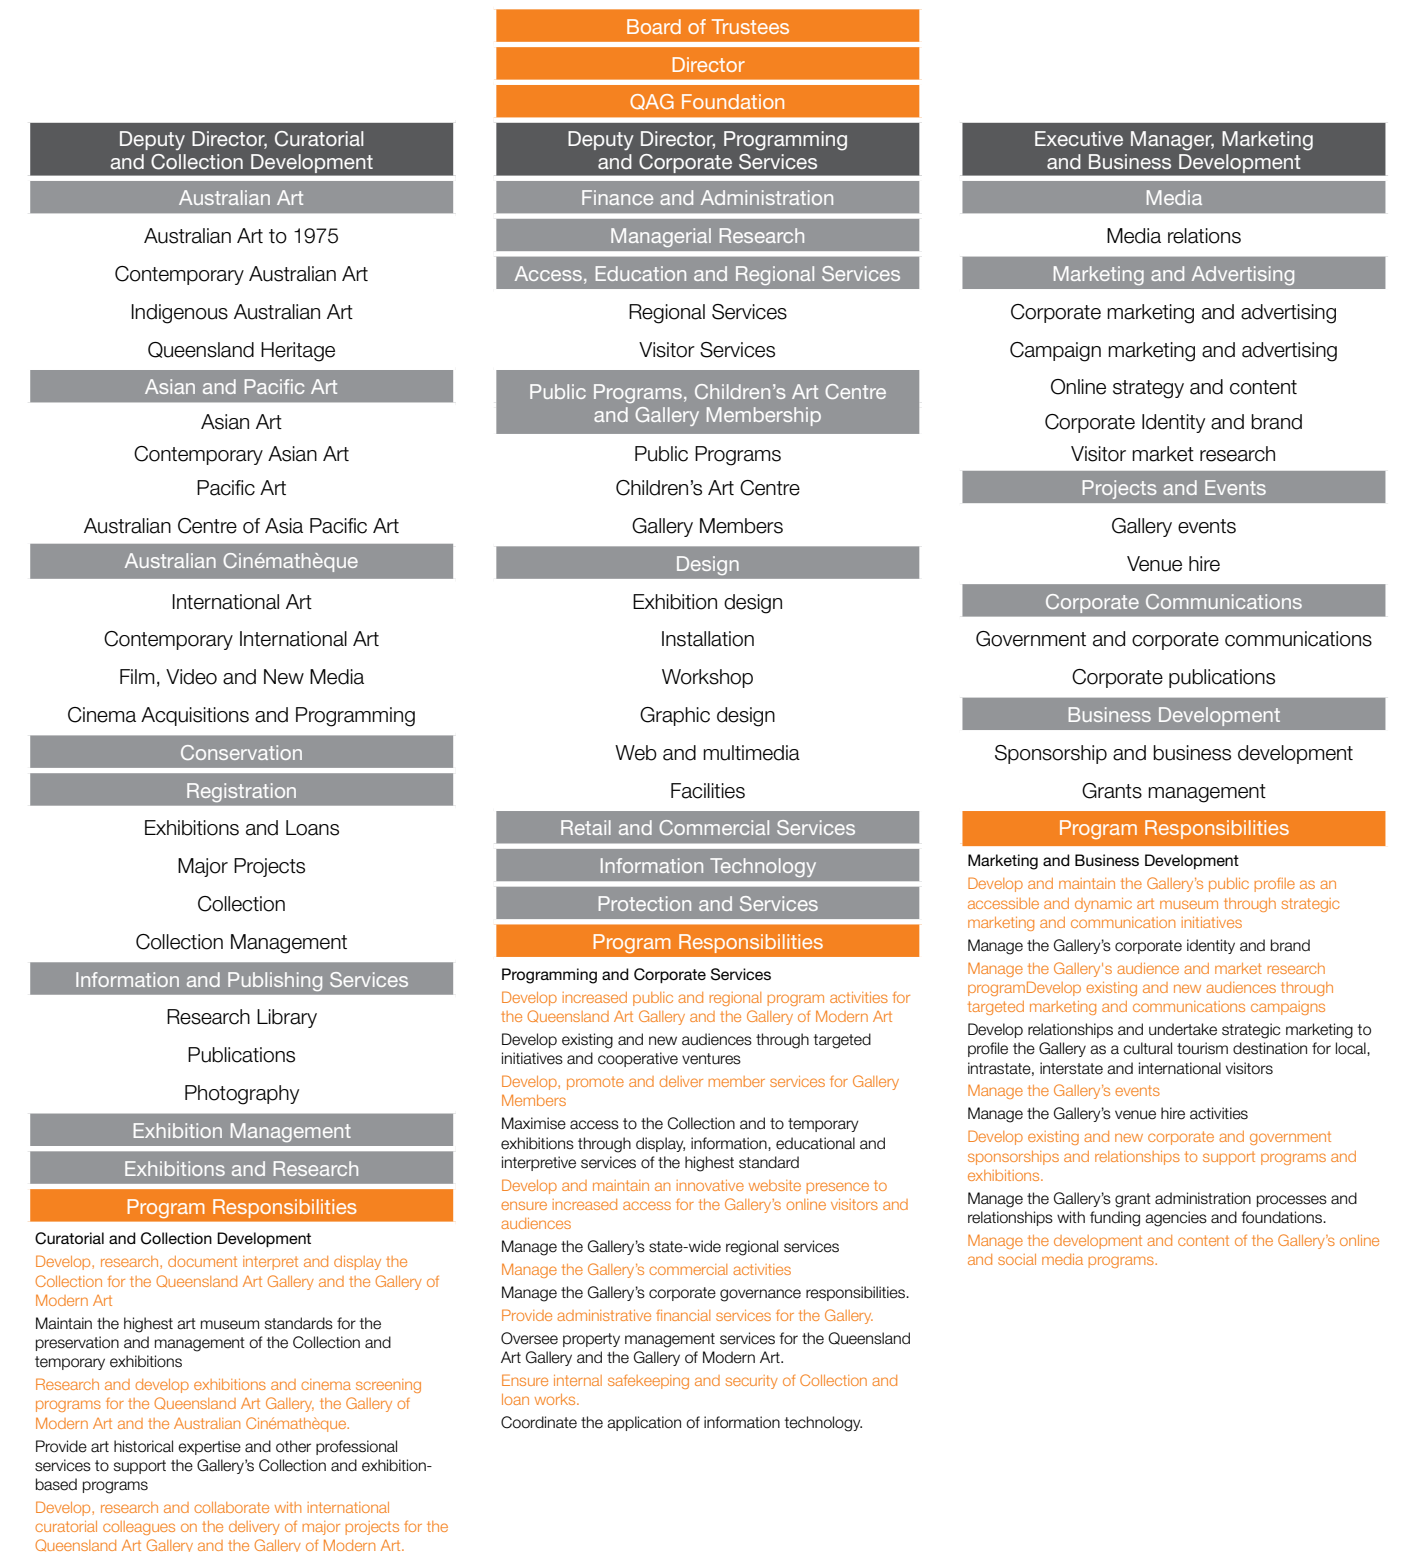 Board of Trustees
Director
QAG Foundation
Deputy Director, Curatorial
and Collection Development
Australian Art
Australian Art to 1975
Contemporary Australian Art
Indigenous Australian Art
Queensland Heritage
Asian and Pacific Art
Asian Art
Contemporary Asian Art
Pacific Art
Australian Centre of Asia Pacific Art
Australian Cinémathèque
International Art
Contemporary International Art
Film, Video and New Media
Cinema Acquisitions and Programming
Conservation
Registration
Exhibitions and Loans
Major Projects
Collection
Collection Management
Information and Publishing Services
Research Library
Publications
Photography
Exhibition Management
Exhibitions and Research
Program Responsibilities
Curatorial and Collection Development
Develop, research, document interpret and display the
Collection for the Queensland Art Gallery and the Gallery of
Modern Art
Maintain the highest art museum standards for the
preservation and management of the Collection and
temporary exhibitions
Research and develop exhibitions and cinema screening
programs for the Queensland Art Gallery, the Gallery of
Modern Art and the Australian Cinémathèque.
Provide art historical expertise and other professional
services to support the Gallery’s Collection and exhibition-
based programs
Develop, research and collaborate with international
curatorial colleagues on the delivery of major projects for the
Queensland Art Gallery and the Gallery of Modern Art.
Deputy Director, Programming
and Corporate Services
Finance and Administration
Managerial Research
Access, Education and Regional Services
Regional Services
Visitor Services
Public Programs, Children’s Art Centre
and Gallery Membership
Public Programs
Children’s Art Centre
Gallery Members
Design
Exhibition design
Installation
Workshop
Graphic design
Web and multimedia
Facilities
Retail and Commercial Services
Information Technology
Protection and Services
Program Responsibilities
Programming and Corporate Services
Develop increased public and regional program activities for
the Queensland Art Gallery and the Gallery of Modern Art
Develop existing and new audiences through targeted
initiatives and cooperative ventures
Develop, promote and deliver member services for Gallery
Members
Maximise access to the Collection and to temporary
exhibitions through display, information, educational and
interpretive services of the highest standard
Develop and maintain an innovative website presence to
ensure increased access for the Gallery’s online visitors and
audiences
Manage the Gallery’s state-wide regional services
Manage the Gallery’s commercial activities
Manage the Gallery’s corporate governance responsibilities.
Provide administrative financial services for the Gallery.
Oversee property management services for the Queensland
Art Gallery and the Gallery of Modern Art.
Ensure internal safekeeping and security of Collection and
loan works.
Coordinate the application of information technology.
Executive Manager, Marketing
and Business Development
Media
Media relations
Marketing and Advertising
Corporate marketing and advertising
Campaign marketing and advertising
Online strategy and content
Corporate Identity and brand
Visitor market research
Projects and Events
Gallery events
Venue hire
Corporate Communications
Government and corporate communications
Corporate publications
Business Development
Sponsorship and business development
Grants management
Program Responsibilities
Marketing and Business Development
Develop and maintain the Gallery’s public profile as an
accessible and dynamic art museum through strategic
marketing and communication initiatives
Manage the Gallery’s corporate identity and brand
Manage the Gallery's audience and market research
programDevelop existing and new audiences through
targeted marketing and communications campaigns
Develop relationships and undertake strategic marketing to
profile the Gallery as a cultural tourism destination for local,
intrastate, interstate and international visitors
Manage the Gallery’s events
Manage the Gallery’s venue hire activities
Develop existing and new corporate and government
sponsorships and relationships to support programs and
exhibitions.
Manage the Gallery’s grant administration processes and
relationships with funding agencies and foundations.
Manage the development and content of the Gallery’s online
and social media programs.